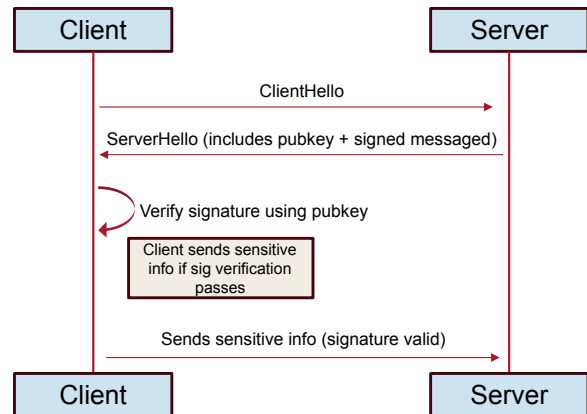 Client
Server
ClientHello
ServerHello (includes pubkey + signed messaged)
Verify signature using pubkey
Client sends sensitive
info if sig verification
passes
Sends sensitive info (signature valid)
Client
Server